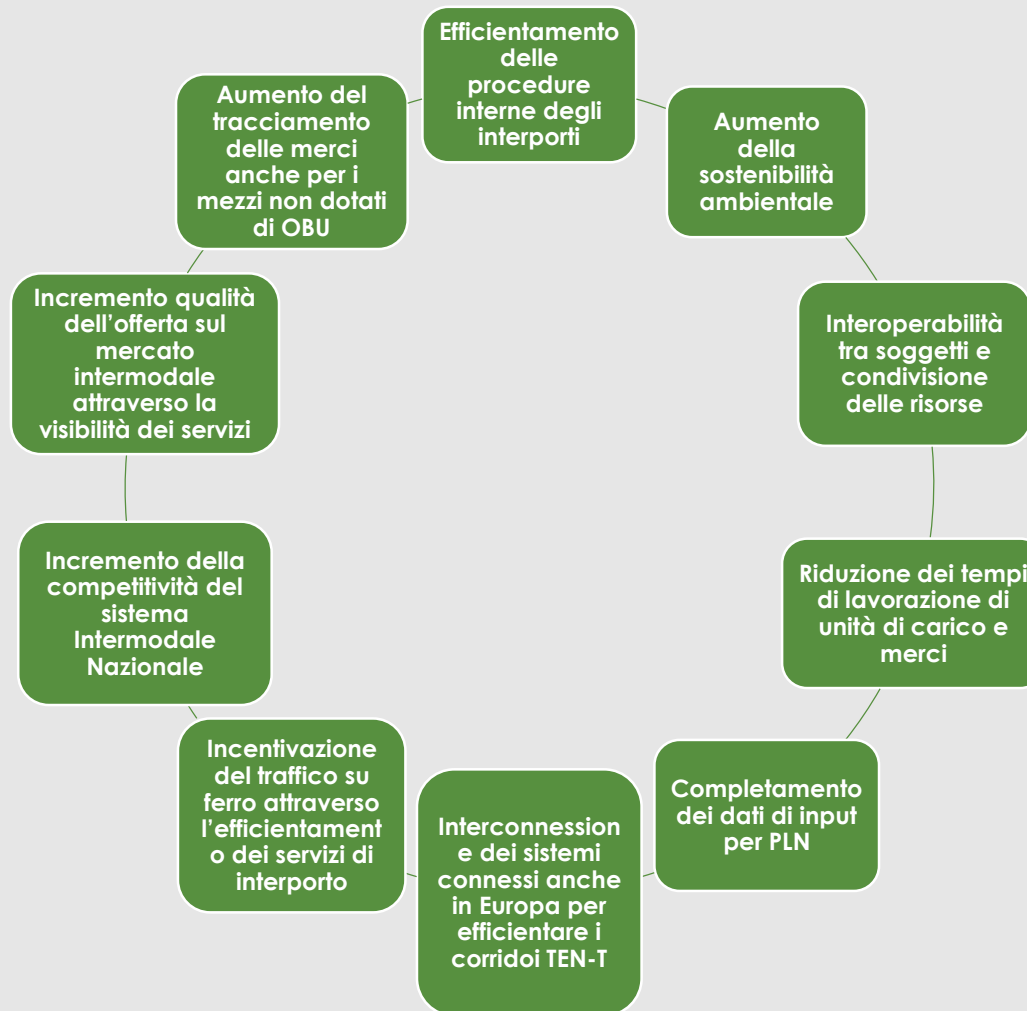 Efficientamento
delle
procedure
interne degli
interporti
Aumento
della
sostenibilità
ambientale
Interoperabilità
tra soggetti e
condivisione
delle risorse
Riduzione dei tempi
di lavorazione di
unità di carico e
merci
Completamento
dei dati di input
per PLN
Interconnession
e dei sistemi
connessi anche
in Europa per
efficientare i
corridoi TEN-T
Incentivazione
del traffico su
ferro attraverso
l’efficientament
o dei servizi di
interporto
Incremento della
competitività del
sistema
Intermodale
Nazionale
Incremento qualità
dell’offerta sul
mercato
intermodale
attraverso la
visibilità dei servizi
Aumento del
tracciamento
delle merci
anche per i
mezzi non dotati
di OBU